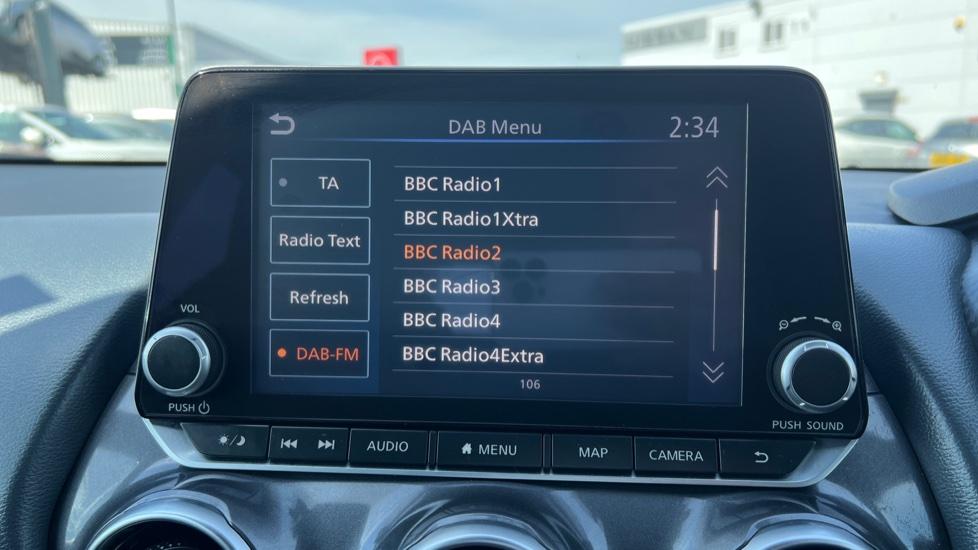 DAB Menu 2:34
TA
Radio Text
Refresh
DAB-FM
BBC Radio1
BBC Radio1Xtra
BBC Radio2
BBC Radio3
BBC Radio4
BBC Radio4Extra
106
VOL
PUSH
PUSH SOUND
AUDIO
MENU
MAP
CAMERA